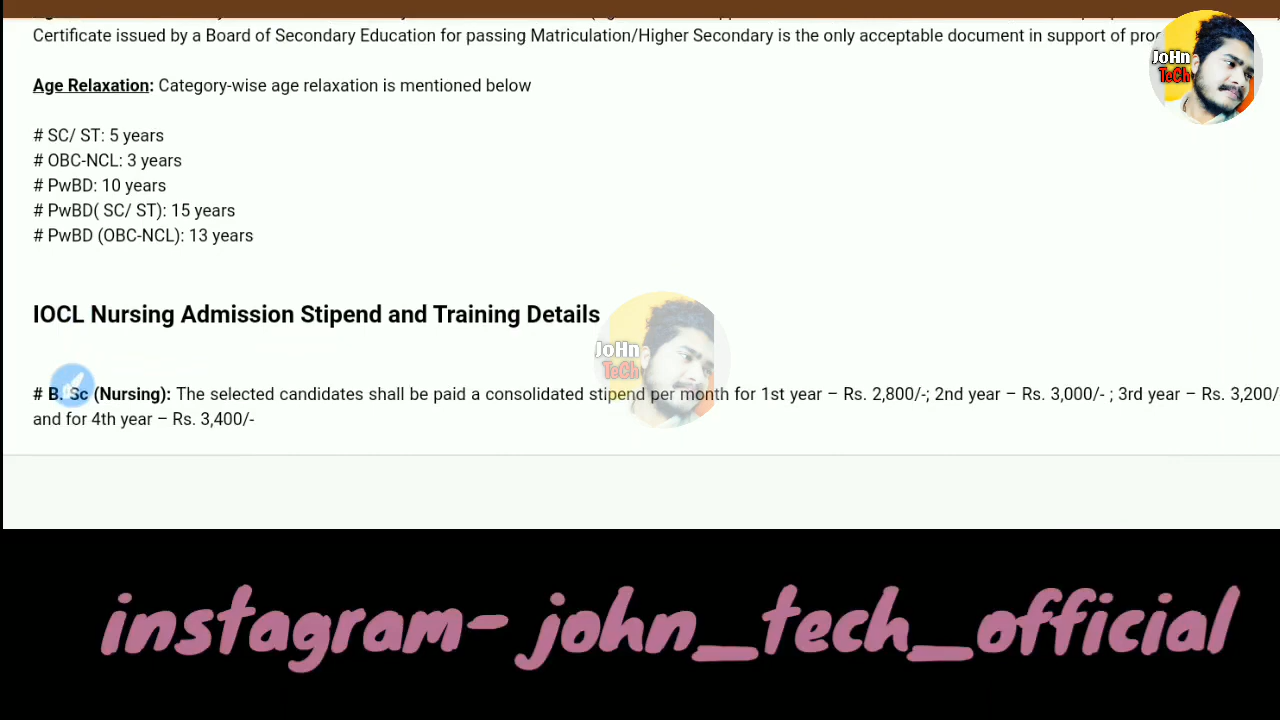 Certificate issued by a Board of Secondary Education for passing Matriculation/Higher Secondary is the only acceptable document in support of
JoHn
TeCh
Age Relaxation: Category-wise age relaxation is mentioned below
# SC/ ST: 5 years
# OBC-NCL: 3 years
# PwBD: 10 years
# PwBD( SC/ ST): 15 years
# PwBD (OBC-NCL): 13 years
IOCL Nursing Admission Stipend and Training Details
JoHn
TeCh
# B. Sc (Nursing): The selected candidates shall be paid a consolidated stipend per month for 1st year – Rs. 2,800/-; 2nd year – Rs. 3,000/- ; 3rd year – Rs. 3,200/
and for 4th year – Rs. 3,400/-
instagram- john_tech_official